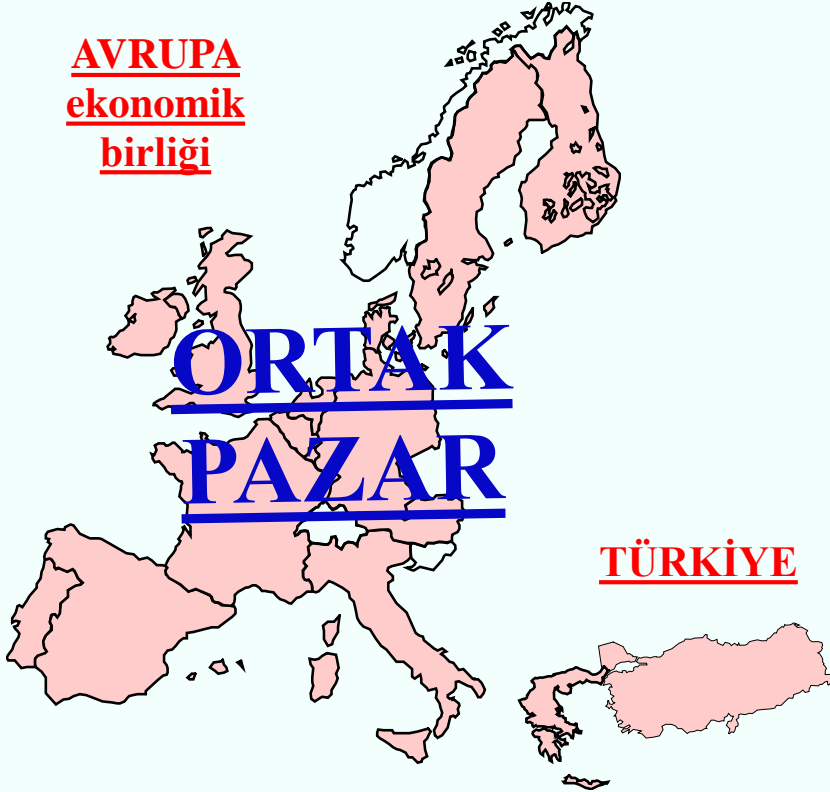 AVRUPA
ekonomik
birliği
ORTAK
PAZAR
TÜRKİYE